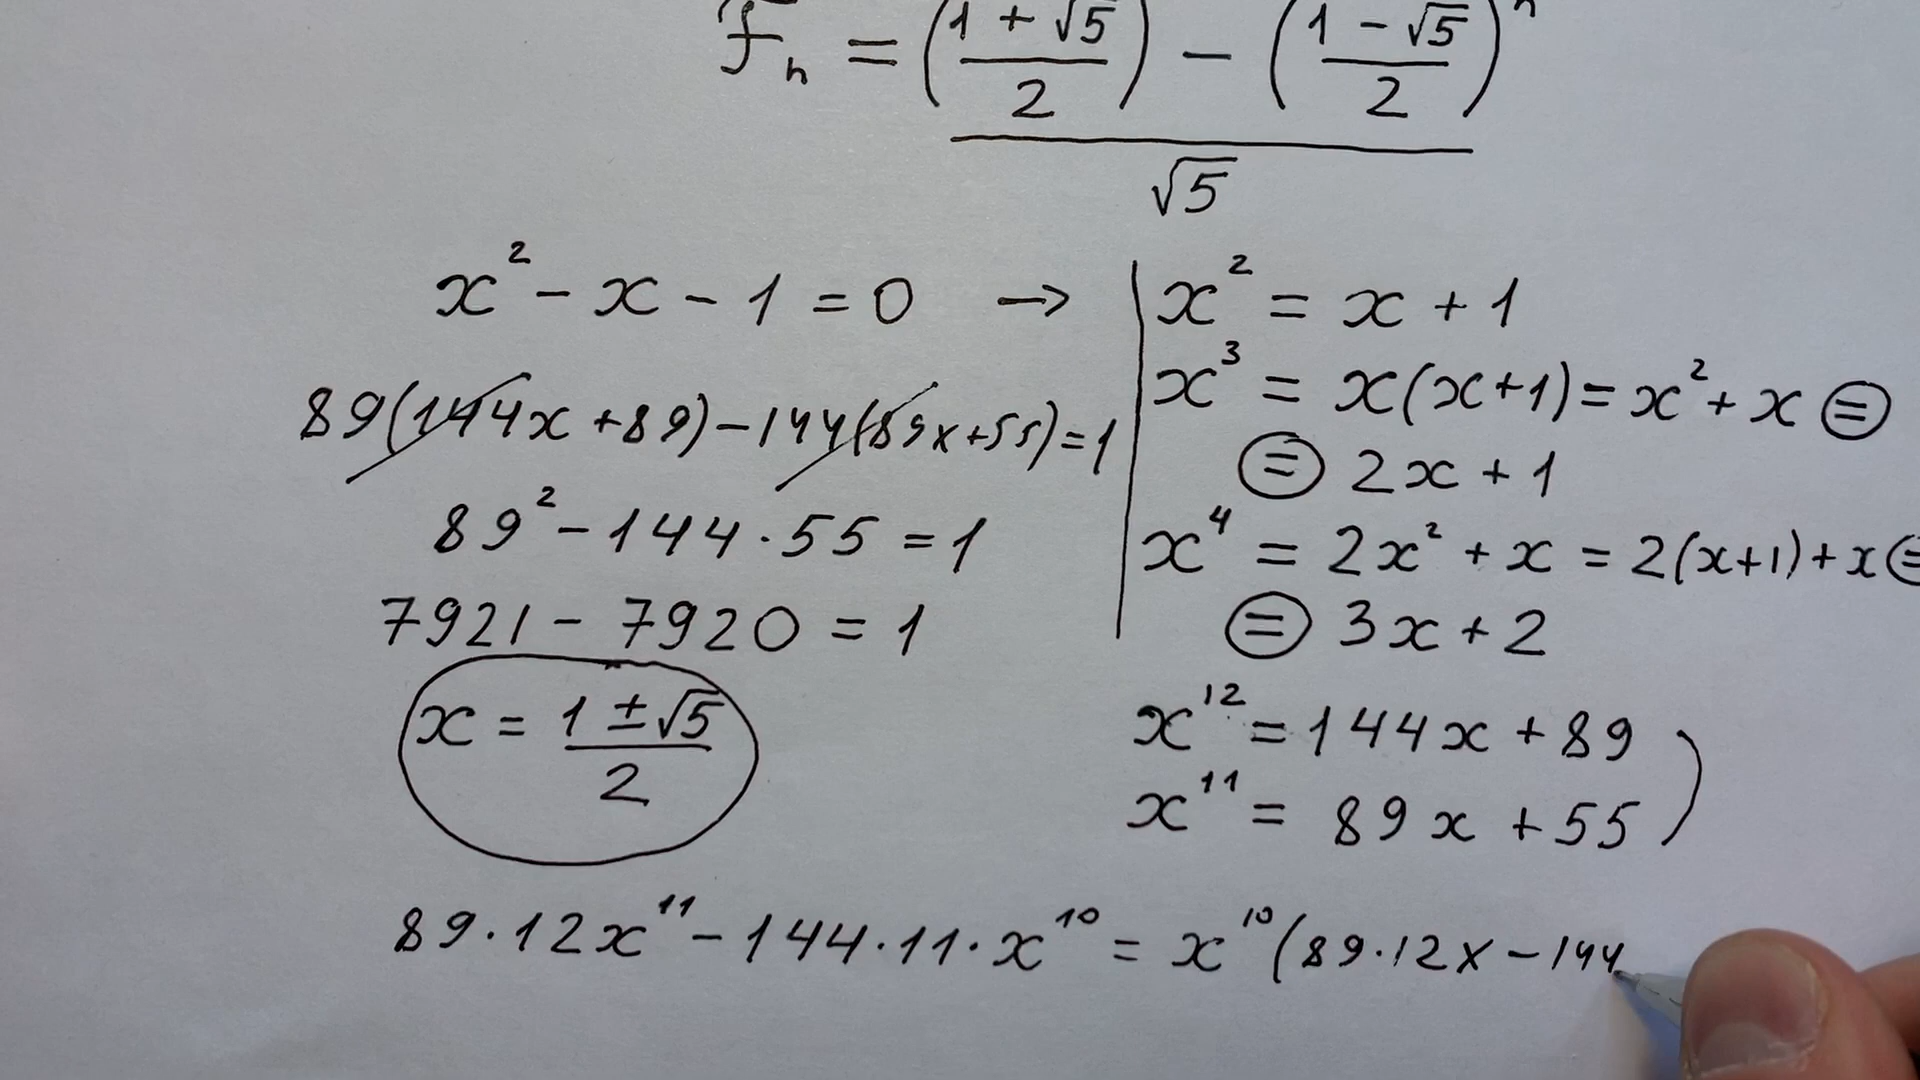 Fₙ = ((1 + √5)/2) − ((1 − √5)/2)ⁿ
√5
x² − x − 1 = 0 → x² = x + 1
x³ = x(x+1) = x² + x =
89(144x + 89) − 144(89x + 55) = 1
= 2x + 1
89² − 144 · 55 = 1
x⁴ = 2x² + x = 2(x+1) + x =
7921 − 7920 = 1
= 3x + 2
x = (1 ± √5)/2
x¹² = 144x + 89
x¹¹ = 89x + 55
89 · 12x¹¹ − 144 · 11 · x¹⁰ = x¹⁰(89 · 12x − 144